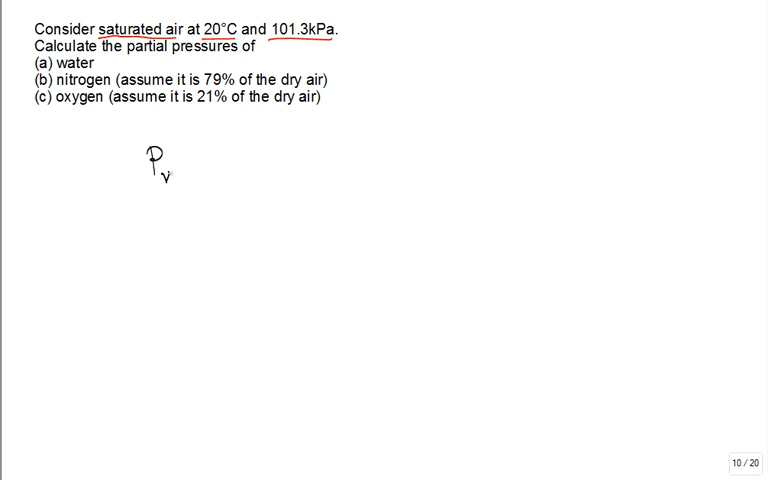 Consider saturated air at 20°C and 101.3kPa.
Calculate the partial pressures of
(a) water
(b) nitrogen (assume it is 79% of the dry air)
(c) oxygen (assume it is 21% of the dry air)
Pv
10 / 20